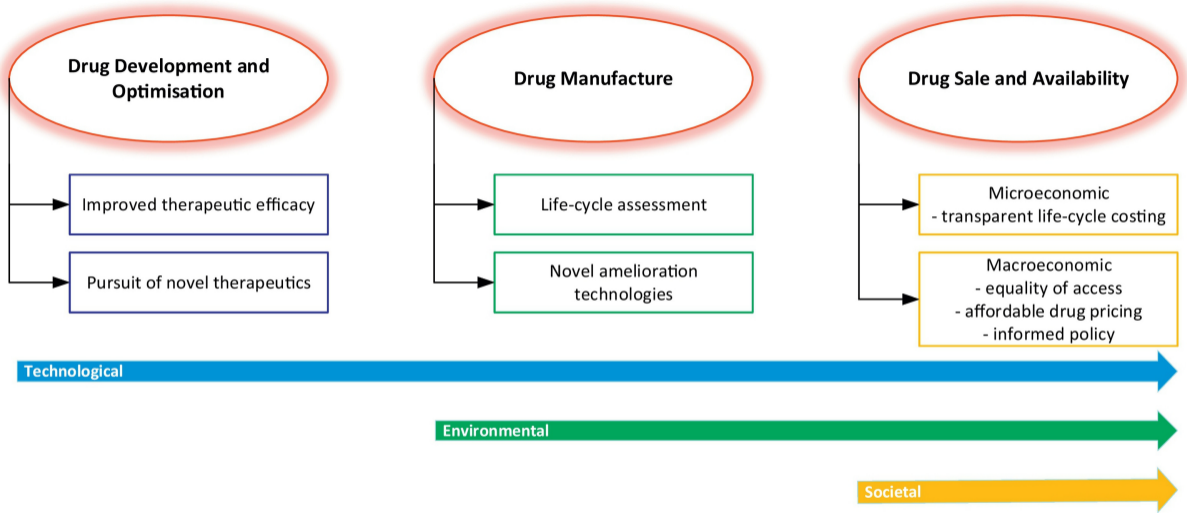 Drug Development and
Optimisation
Improved therapeutic efficacy
Pursuit of novel therapeutics
Drug Manufacture
Life-cycle assessment
Novel amelioration
technologies
Drug Sale and Availability
Microeconomic
- transparent life-cycle costing
Macroeconomic
- equality of access
- affordable drug pricing
- informed policy
Technological
Environmental
Societal